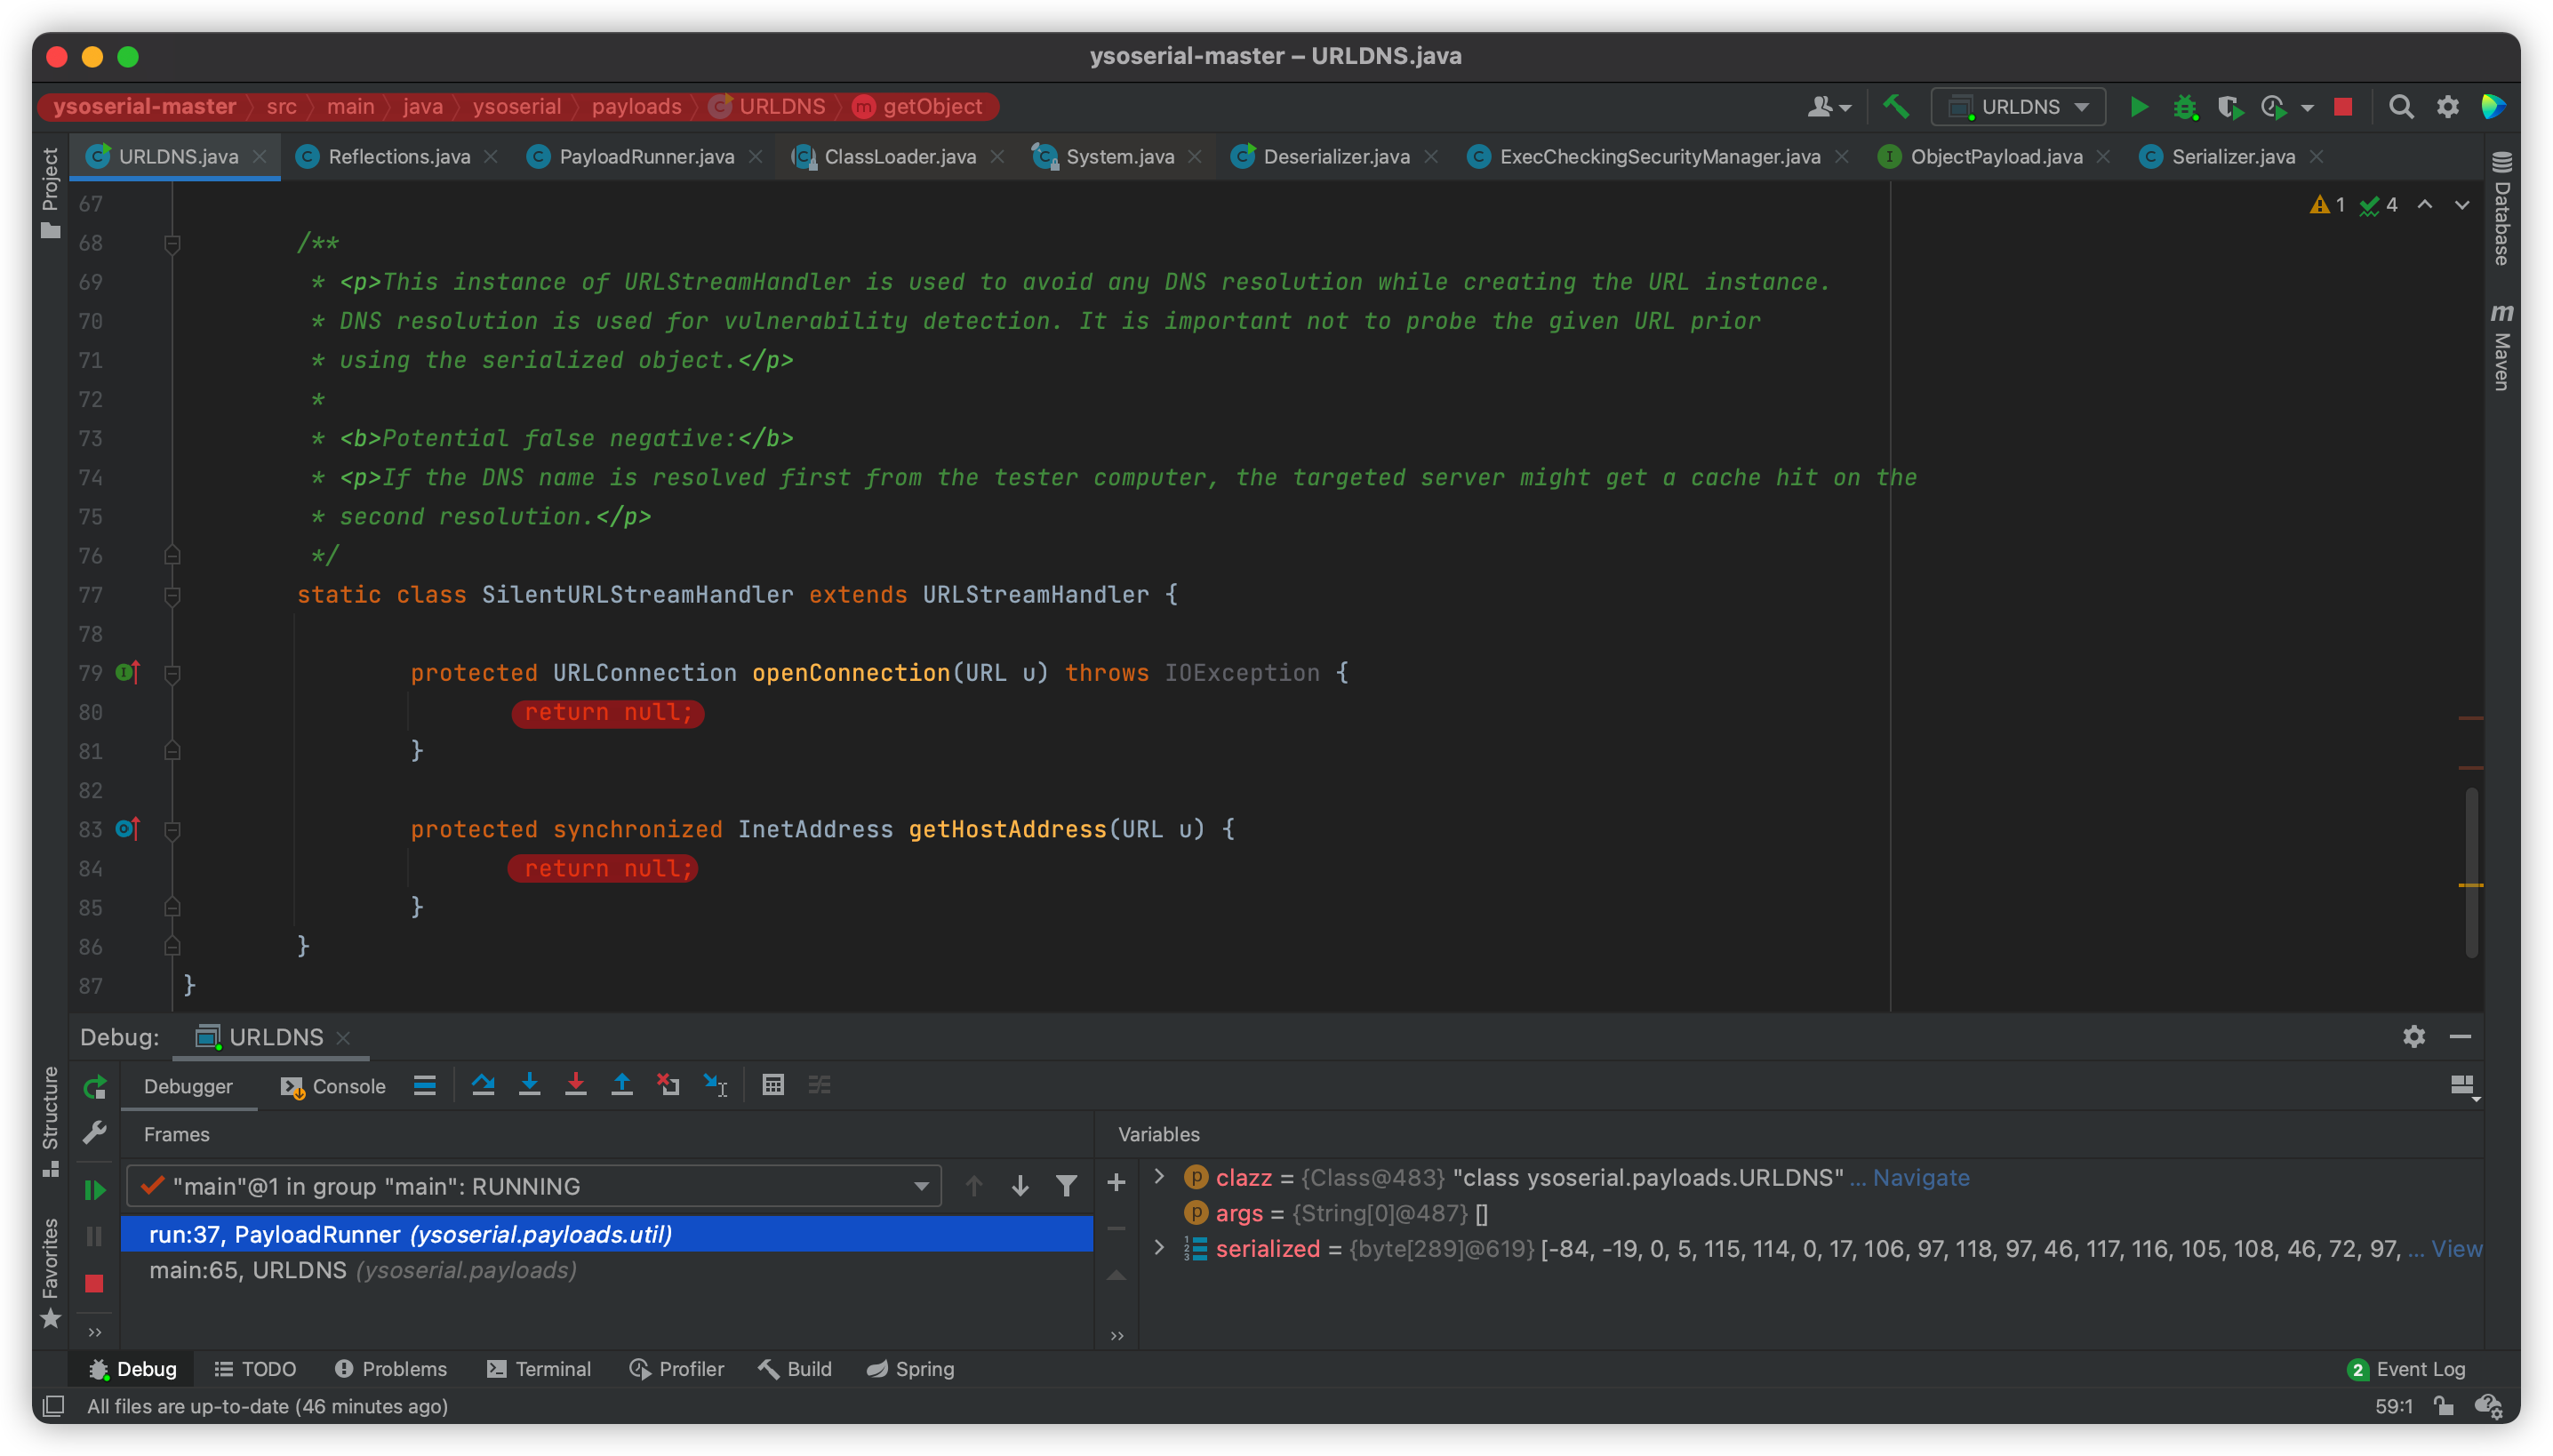 ysoserial-master – URLDNS.java
ysoserial-master src main java ysoserial payloads URLDNS getObject
URLDNS
URLDNS.java Reflections.java PayloadRunner.java ClassLoader.java System.java Deserializer.java ExecCheckingSecurityManager.java ObjectPayload.java Serializer.java
Project
Structure
Favorites
Database
Maven
1 4
67
68 /**
69 * <p>This instance of URLStreamHandler is used to avoid any DNS resolution while creating the URL instance.
70 * DNS resolution is used for vulnerability detection. It is important not to probe the given URL prior
71 * using the serialized object.</p>
72 *
73 * <b>Potential false negative:</b>
74 * <p>If the DNS name is resolved first from the tester computer, the targeted server might get a cache hit on the
75 * second resolution.</p>
76 */
77 static class SilentURLStreamHandler extends URLStreamHandler {
78
79 protected URLConnection openConnection(URL u) throws IOException {
80 return null;
81 }
82
83 protected synchronized InetAddress getHostAddress(URL u) {
84 return null;
85 }
86 }
87 }
Debug: URLDNS
Debugger Console
Frames
Variables
"main"@1 in group "main": RUNNING
run:37, PayloadRunner (ysoserial.payloads.util)
main:65, URLDNS (ysoserial.payloads)
clazz = {Class@483} "class ysoserial.payloads.URLDNS" ... Navigate
args = {String[0]@487} []
serialized = {byte[289]@619} [-84, -19, 0, 5, 115, 114, 0, 17, 106, 97, 118, 97, 46, 117, 116, 105, 108, 46, 72, 97, ... View
Debug TODO Problems Terminal Profiler Build Spring
2 Event Log
All files are up-to-date (46 minutes ago)
59:1